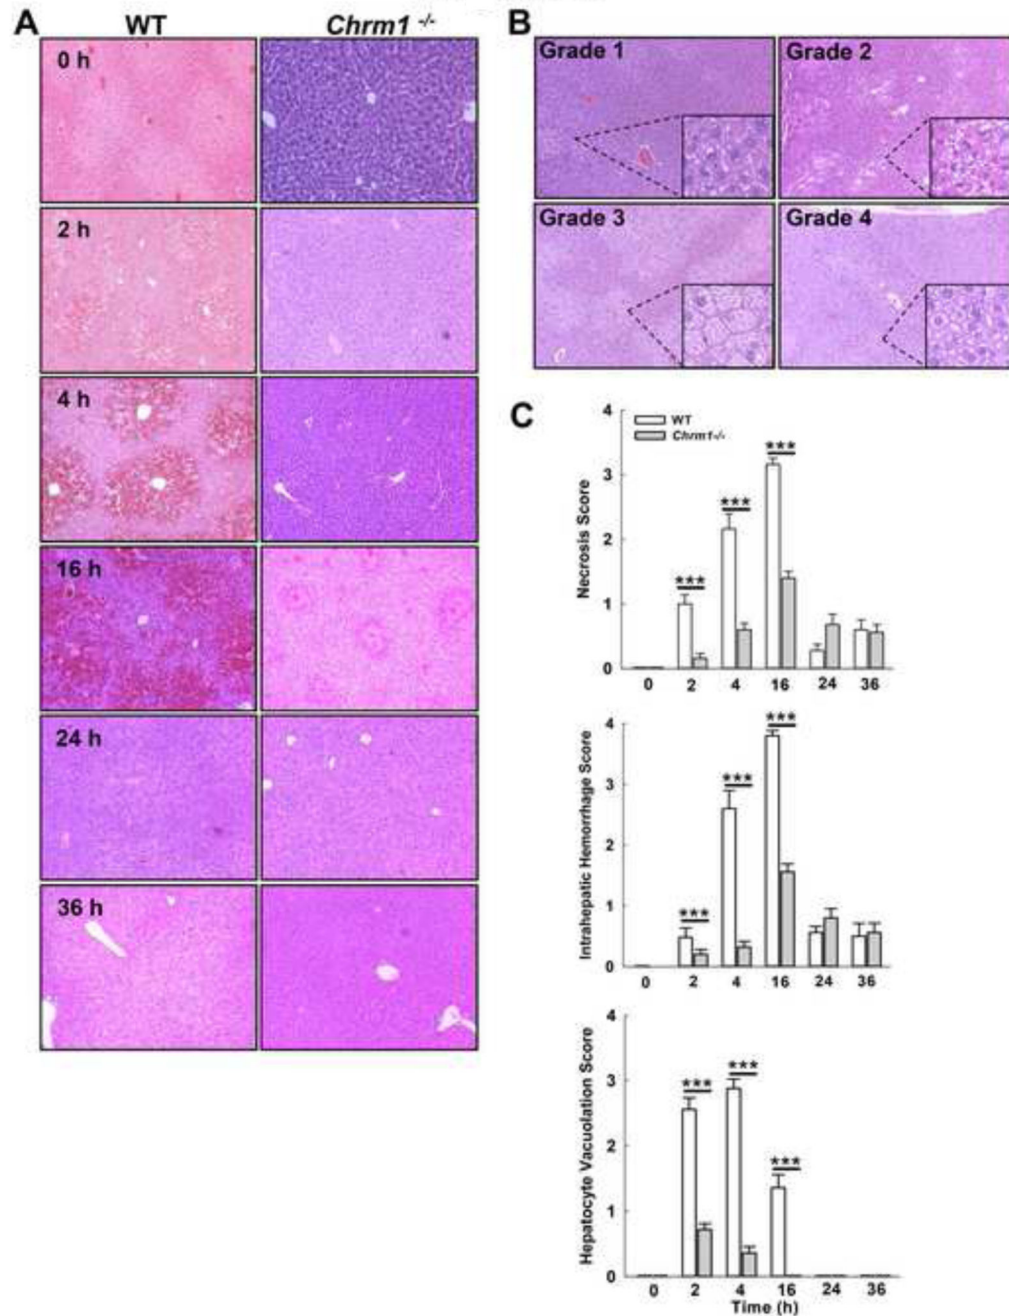 A
WT
Chrm1 -/-
0 h
2 h
4 h
16 h
24 h
36 h
B
Grade 1
Grade 2
Grade 3
Grade 4
C
4
3
2
1
0
Necrosis Score
WT
Chrm1-/-
***
***
***
0 2 4 16 24 36
4
3
2
1
0
Intrahepatic Hemorrhage Score
***
***
***
0 2 4 16 24 36
4
3
2
1
0
Hepatocyte Vacuolation Score
***
***
***
0 2 4 16 24 36
Time (h)